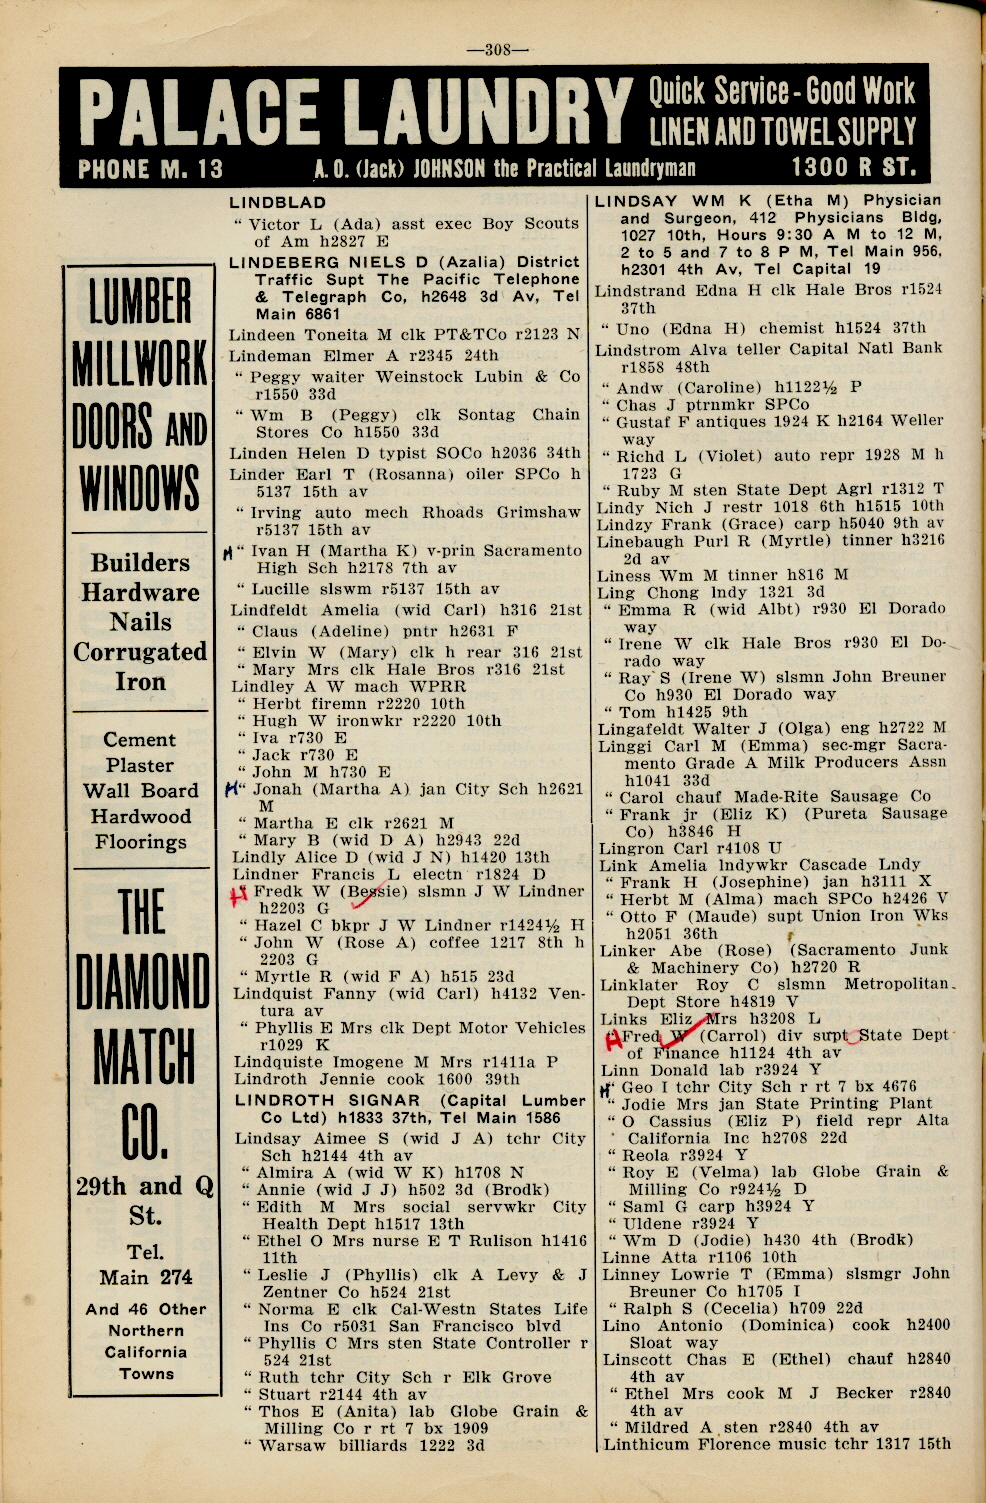 —308—
PALACE LAUNDRY
Quick Service - Good Work
LINEN AND TOWEL SUPPLY
PHONE M. 13 A. O. (Jack) JOHNSON the Practical Laundryman 1300 R ST.
LUMBER
MILLWORK
DOORS AND
WINDOWS
Builders
Hardware
Nails
Corrugated
Iron
Cement
Plaster
Wall Board
Hardwood
Floorings
THE
DIAMOND
MATCH
CO.
29th and Q
St.
Tel.
Main 274
And 46 Other
Northern
California
Towns
LINDBLAD
" Victor L (Ada) asst exec Boy Scouts
of Am h2827 E
LINDEBERG NIELS D (Azalia) District
Traffic Supt The Pacific Telephone
& Telegraph Co, h2648 3d Av, Tel
Main 6861
Lindeen Toneita M clk PT&TCo r2123 N
Lindeman Elmer A r2345 24th
" Peggy waiter Weinstock Lubin & Co
r1550 33d
" Wm B (Peggy) clk Sontag Chain
Stores Co h1550 33d
Linden Helen D typist SOCo h2036 34th
Linder Earl T (Rosanna) oiler SPCo h
5137 15th av
" Irving auto mech Rhoads Grimshaw
r5137 15th av
H " Ivan H (Martha K) v-prin Sacramento
High Sch h2178 7th av
" Lucille slswm r5137 15th av
Lindfeldt Amelia (wid Carl) h316 21st
" Claus (Adeline) pntr h2631 F
" Elvin W (Mary) clk h rear 316 21st
" Mary Mrs clk Hale Bros r316 21st
Lindley A W mach WPRR
" Herbt firemn r2220 10th
" Hugh W ironwkr r2220 10th
" Iva r730 E
" Jack r730 E
" John M h730 E
H " Jonah (Martha A) jan City Sch h2621
M
" Martha E clk r2621 M
" Mary B (wid D A) h2943 22d
Lindly Alice D (wid J N) h1420 13th
Lindner Francis L electn r1824 D
H " Fredk W (Bessie) slsmn J W Lindner
h2203 G
" Hazel C bkpr J W Lindner r1424½ H
" John W (Rose A) coffee 1217 8th h
2203 G
" Myrtle R (wid F A) h515 23d
Lindquist Fanny (wid Carl) h4132 Ven-
tura av
" Phyllis E Mrs clk Dept Motor Vehicles
r1029 K
Lindquiste Imogene M Mrs r1411a P
Lindroth Jennie cook 1600 39th
LINDROTH SIGNAR (Capital Lumber
Co Ltd) h1833 37th, Tel Main 1586
Lindsay Aimee S (wid J A) tchr City
Sch h2144 4th av
" Almira A (wid W K) h1708 N
" Annie (wid J J) h502 3d (Brodk)
" Edith M Mrs social servwkr City
Health Dept h1517 13th
" Ethel O Mrs nurse E T Rulison h1416
11th
" Leslie J (Phyllis) clk A Levy & J
Zentner Co h524 21st
" Norma E clk Cal-Westn States Life
Ins Co r5031 San Francisco blvd
" Phyllis C Mrs sten State Controller r
524 21st
" Ruth tchr City Sch r Elk Grove
" Stuart r2144 4th av
" Thos E (Anita) lab Globe Grain &
Milling Co r rt 7 bx 1909
" Warsaw billiards 1222 3d
LINDSAY WM K (Etha M) Physician
and Surgeon, 412 Physicians Bldg,
1027 10th, Hours 9:30 A M to 12 M,
2 to 5 and 7 to 8 P M, Tel Main 956,
h2301 4th Av, Tel Capital 19
Lindstrand Edna H clk Hale Bros r1524
37th
" Uno (Edna H) chemist h1524 37th
Lindstrom Alva teller Capital Natl Bank
r1858 48th
" Andw (Caroline) h1122½ P
" Chas J ptrnmkr SPCo
" Gustaf F antiques 1924 K h2164 Weller
way
" Richd L (Violet) auto repr 1928 M h
1723 G
" Ruby M sten State Dept Agrl r1312 T
Lindy Nich J restr 1018 6th h1515 10th
Lindzy Frank (Grace) carp h5040 9th av
Linebaugh Purl R (Myrtle) tinner h3216
2d av
Liness Wm M tinner h816 M
Ling Chong lndy 1321 3d
" Emma R (wid Albt) r930 El Dorado
way
" Irene W clk Hale Bros r930 El Do-
rado way
" Ray S (Irene W) slsmn John Breuner
Co h930 El Dorado way
" Tom h1425 9th
Lingafeldt Walter J (Olga) eng h2722 M
Linggi Carl M (Emma) sec-mgr Sacra-
mento Grade A Milk Producers Assn
h1041 33d
" Carol chauf Made-Rite Sausage Co
" Frank jr (Eliz K) (Pureta Sausage
Co) h3846 H
Lingron Carl r4108 U
Link Amelia lndywkr Cascade Lndy
" Frank H (Josephine) jan h3111 X
" Herbt M (Alma) mach SPCo h2426 V
" Otto F (Maude) supt Union Iron Wks
h2051 36th
Linker Abe (Rose) (Sacramento Junk
& Machinery Co) h2720 R
Linklater Roy C slsmn Metropolitan
Dept Store h4819 V
Links Eliz Mrs h3208 L
H " Fred W (Carrol) div supt State Dept
of Finance h1124 4th av
Linn Donald lab r3924 Y
H " Geo I tchr City Sch r rt 7 bx 4676
" Jodie Mrs jan State Printing Plant
" O Cassius (Eliz P) field repr Alta
California Inc h2708 22d
" Reola r3924 Y
" Roy E (Velma) lab Globe Grain &
Milling Co r924½ D
" Saml G carp h3924 Y
" Uldene r3924 Y
" Wm D (Jodie) h430 4th (Brodk)
Linne Atta r1106 10th
Linney Lowrie T (Emma) slsmgr John
Breuner Co h1705 I
" Ralph S (Cecelia) h709 22d
Lino Antonio (Dominica) cook h2400
Sloat way
Linscott Chas E (Ethel) chauf h2840
4th av
" Ethel Mrs cook M J Becker r2840
4th av
" Mildred A sten r2840 4th av
Linthicum Florence music tchr 1317 15th